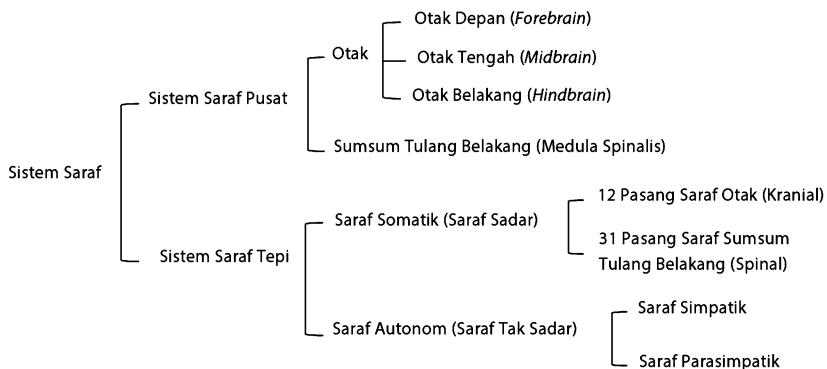 Otak Depan (Forebrain)
Otak
Otak Tengah (Midbrain)
Sistem Saraf Pusat
Otak Belakang (Hindbrain)
Sumsum Tulang Belakang (Medula Spinalis)
Sistem Saraf
12 Pasang Saraf Otak (Kranial)
Saraf Somatik (Saraf Sadar)
31 Pasang Saraf Sumsum
Tulang Belakang (Spinal)
Sistem Saraf Tepi
Saraf Simpatik
Saraf Autonom (Saraf Tak Sadar)
Saraf Parasimpatik